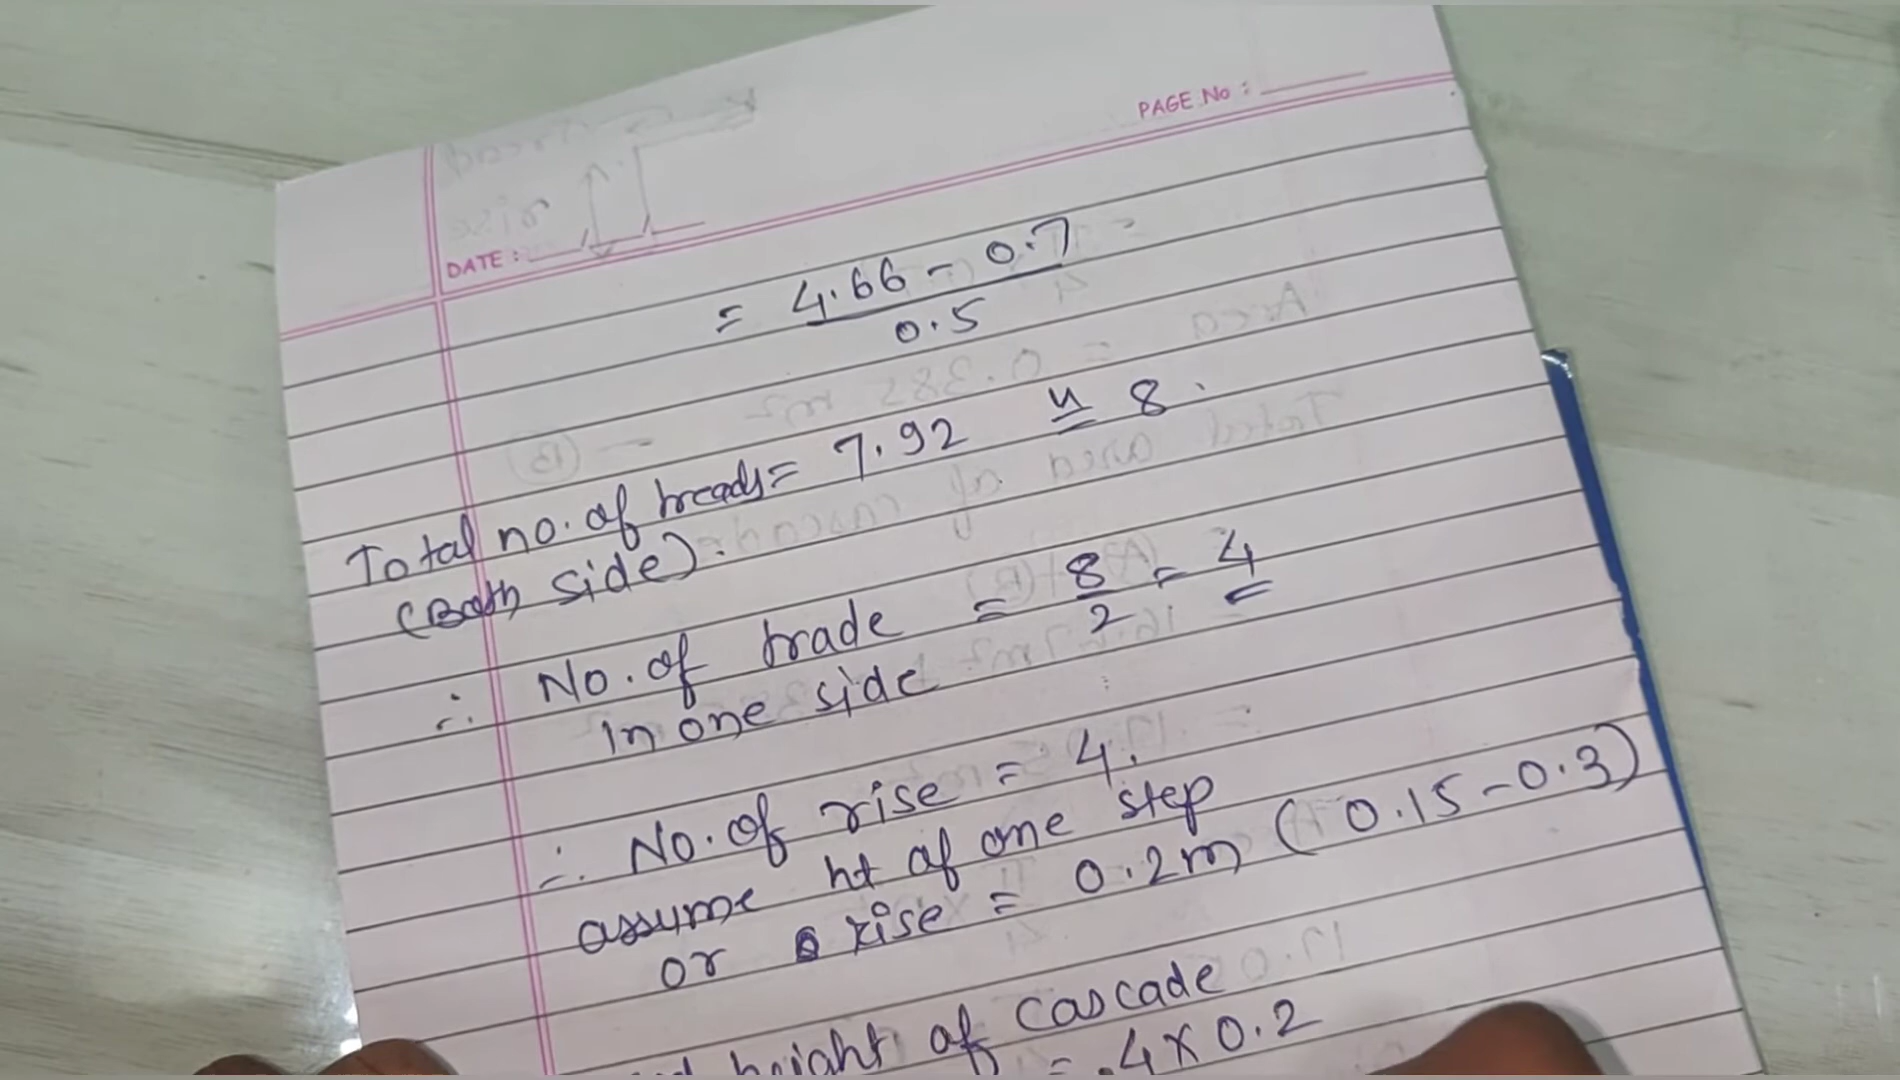 PAGE No :
DATE :
= 4.66 - 0.7
0.5
Total no. of treads = 7.92 ≌ 8.
(Both side).
∴ No. of trade = 8/2 = 4
in one side
∴ No. of rise = 4.
assume ht of one step
or rise = 0.2m (0.15-0.3)
height of cascade
= 4 x 0.2